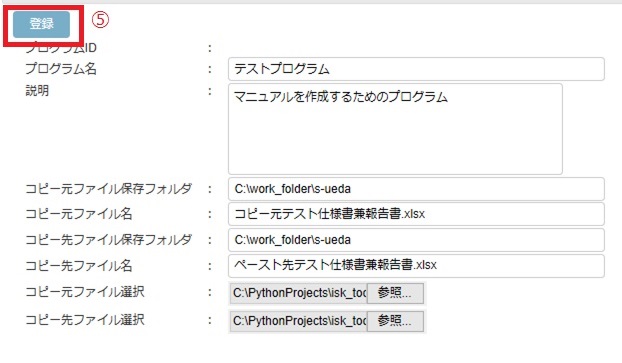 登録 ⑤
プログラムID :
プログラム名 : テストプログラム
説明 : マニュアルを作成するためのプログラム
コピー元ファイル保存フォルダ : C:\work_folder\s-ueda
コピー元ファイル名 : コピー元テスト仕様書兼報告書.xlsx
コピー先ファイル保存フォルダ : C:\work_folder\s-ueda
コピー先ファイル名 : ペースト先テスト仕様書兼報告書.xlsx
コピー元ファイル選択 : C:\PythonProjects\isk_too 参照...
コピー先ファイル選択 : C:\PythonProjects\isk_too 参照...